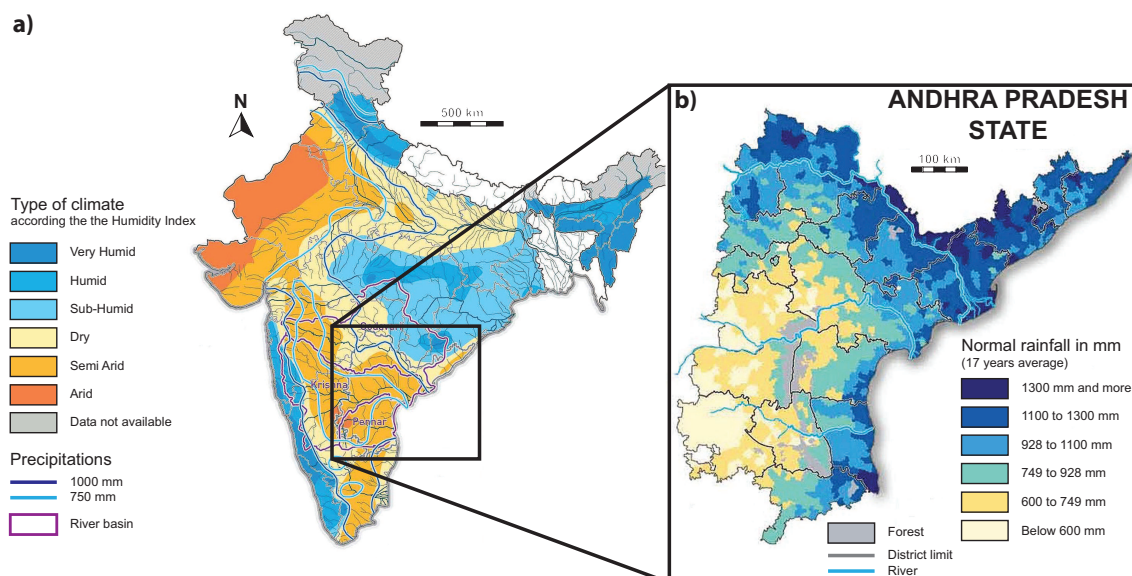 a)
N
500 km
Type of climate
according the the Humidity Index
Very Humid
Humid
Sub-Humid
Dry
Semi Arid
Arid
Data not available
Precipitations
1000 mm
750 mm
River basin
Godavari
Krishna
Pennar
b)
ANDHRA PRADESH
STATE
100 km
Normal rainfall in mm
(17 years average)
1300 mm and more
1100 to 1300 mm
928 to 1100 mm
749 to 928 mm
600 to 749 mm
Below 600 mm
Forest
District limit
River